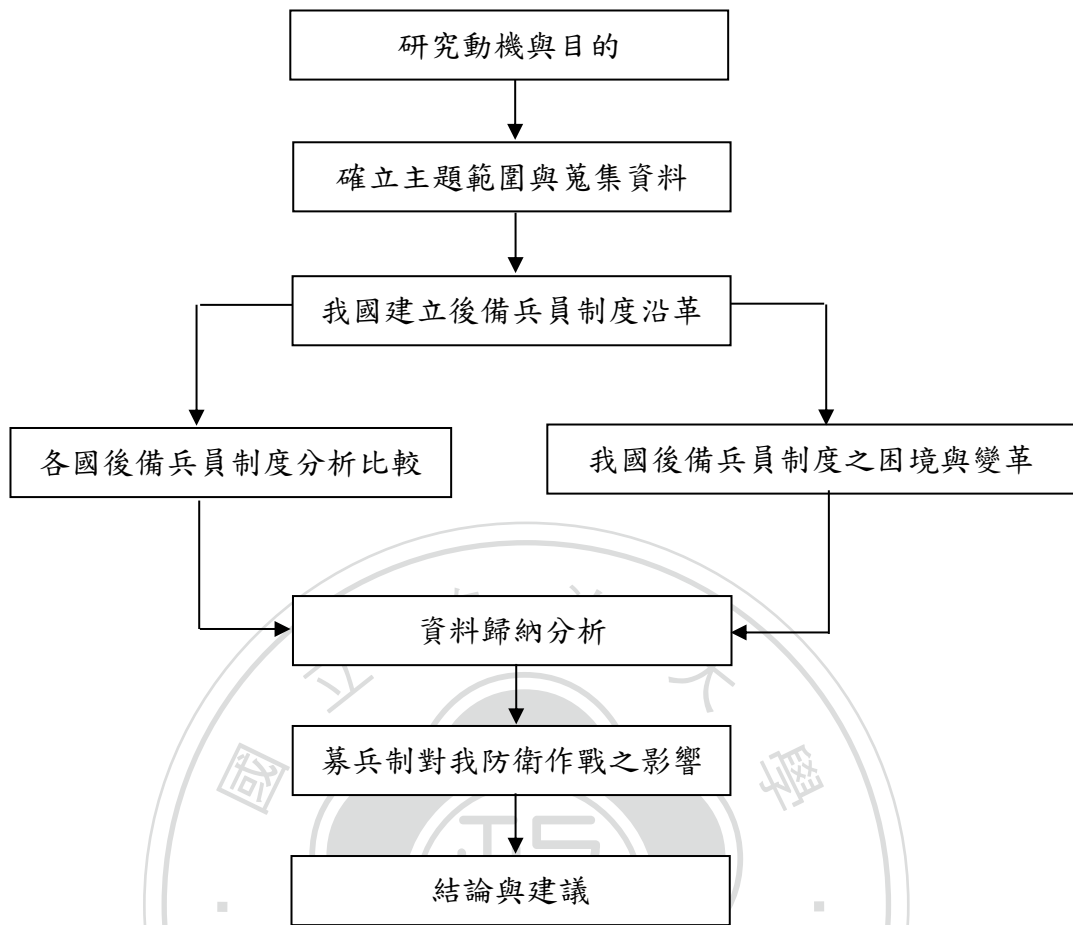 研究動機與目的
確立主題範圍與蒐集資料
我國建立後備兵員制度沿革
各國後備兵員制度分析比較
我國後備兵員制度之困境與變革
資料歸納分析
募兵制對我防衛作戰之影響
結論與建議
國立
大學